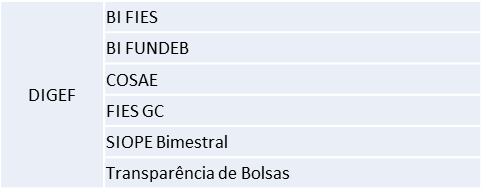 DIGEF
BI FIES
BI FUNDEB
COSAE
FIES GC
SIOPE Bimestral
Transparência de Bolsas